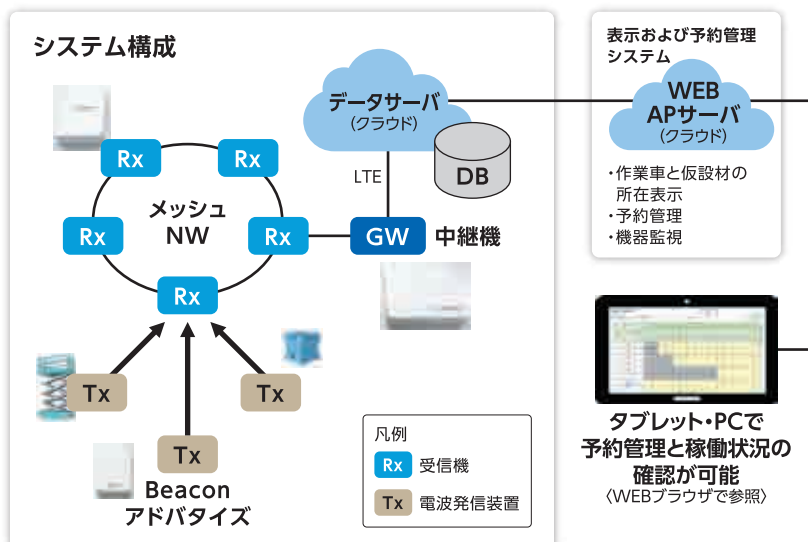 システム構成
Rx
Rx
Rx
メッシュ
NW
Rx
Rx
データサーバ
(クラウド)
DB
LTE
GW
中継機
Tx
Tx
Tx
Beacon
アドバタイズ
凡例
Rx 受信機
Tx 電波発信装置
表示および予約管理
システム
WEB
APサーバ
(クラウド)
・作業車と仮設材の
所在表示
・予約管理
・機器監視
タブレット・PCで
予約管理と稼働状況の
確認が可能
〈WEBブラウザで参照〉